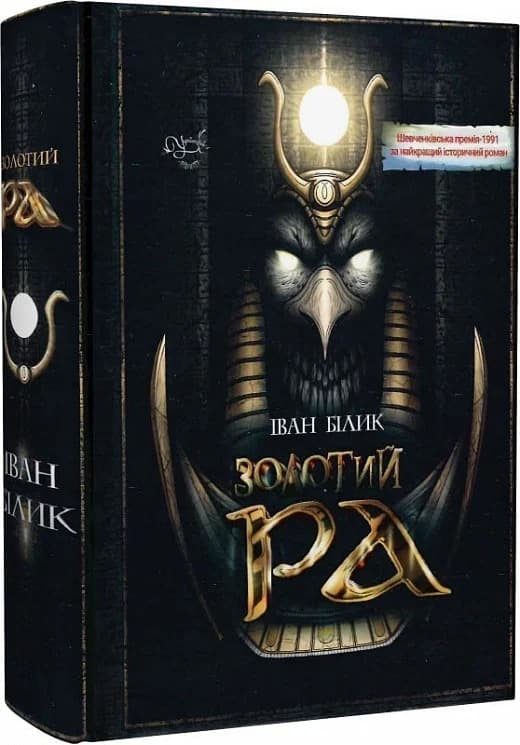 ЗОЛОТИЙ
РА
ІВАН
БІЛИК
Шевченківська премія-1991
за найкращий історичний роман
ІВАН БІЛИК
ЗОЛОТИЙ
РА